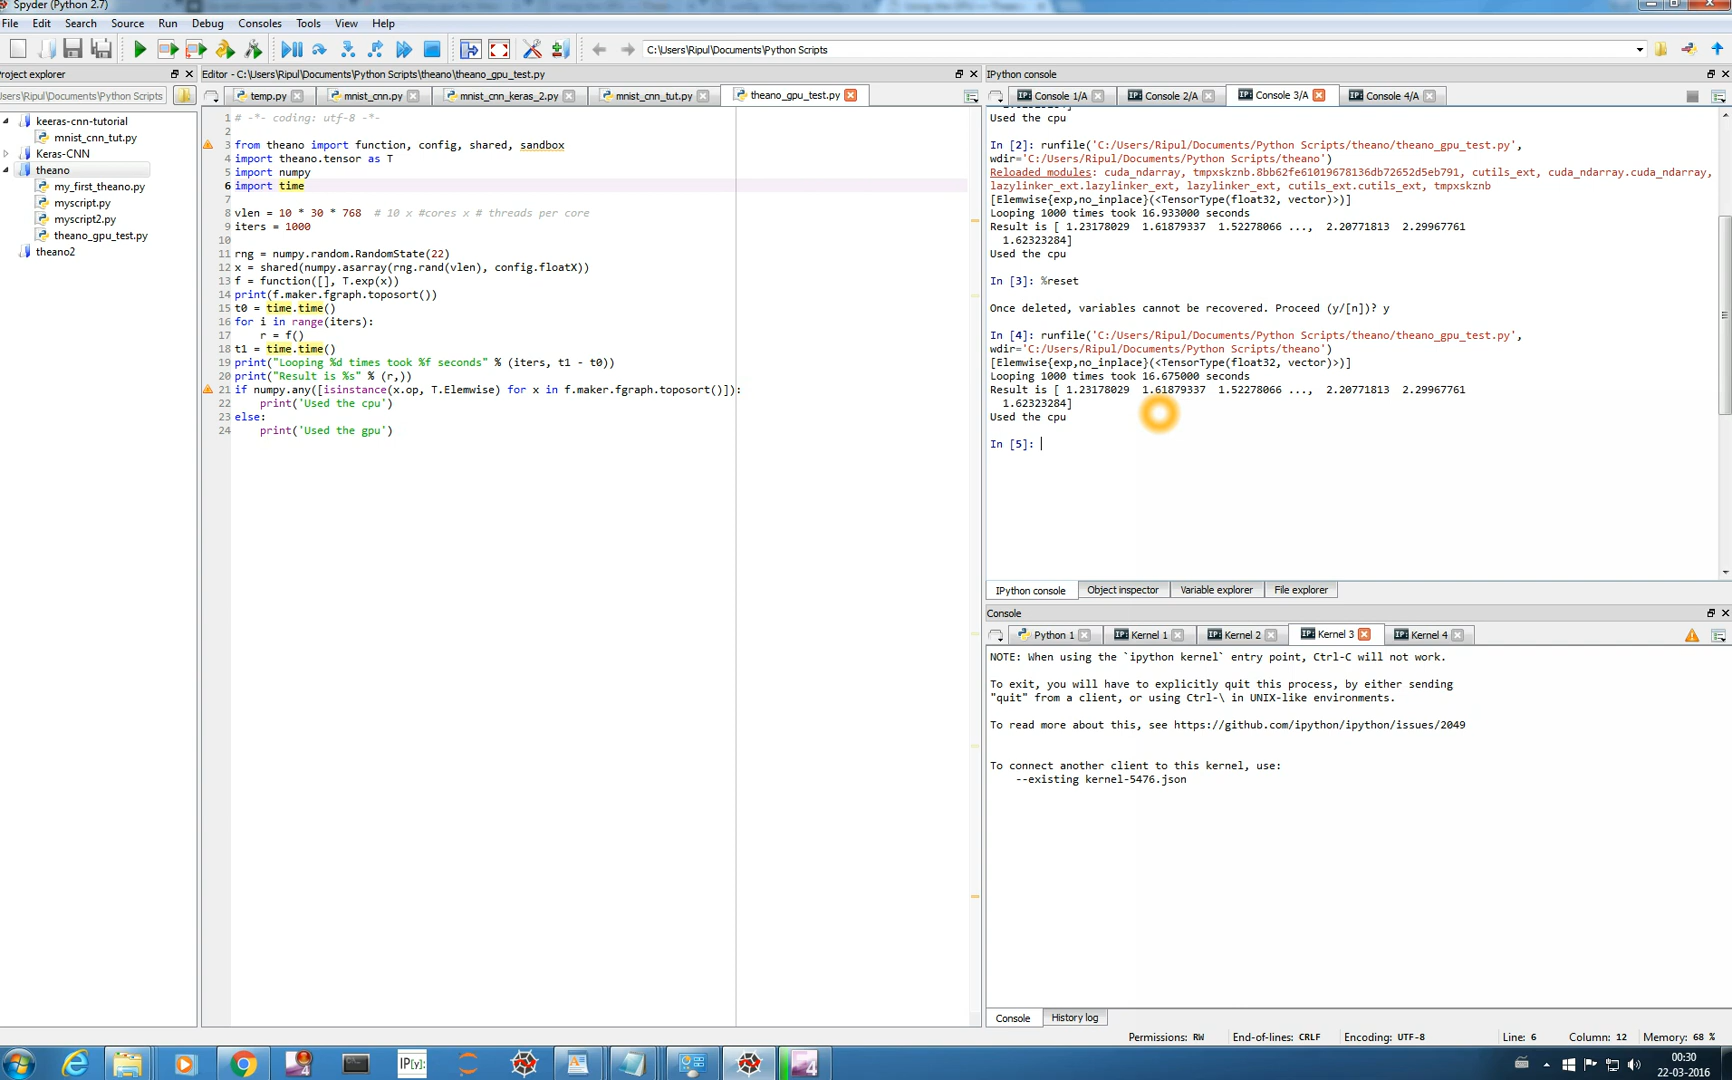 Spyder (Python 2.7)
File Edit Search Source Run Debug Consoles Tools View Help
C:\Users\Ripul\Documents\Python Scripts
roject explorer
Jsers\Ripul\Documents\Python Scripts
keeras-cnn-tutorial
mnist_cnn_tut.py
Keras-CNN
theano
my_first_theano.py
myscript.py
myscript2.py
theano_gpu_test.py
theano2
Editor - C:\Users\Ripul\Documents\Python Scripts\theano\theano_gpu_test.py
temp.py mnist_cnn.py mnist_cnn_keras_2.py mnist_cnn_tut.py theano_gpu_test.py
1 # -*- coding: utf-8 -*-
2
3 from theano import function, config, shared, sandbox
4 import theano.tensor as T
5 import numpy
6 import time
7
8 vlen = 10 * 30 * 768 # 10 x #cores x # threads per core
9 iters = 1000
10
11 rng = numpy.random.RandomState(22)
12 x = shared(numpy.asarray(rng.rand(vlen), config.floatX))
13 f = function([], T.exp(x))
14 print(f.maker.fgraph.toposort())
15 t0 = time.time()
16 for i in range(iters):
17 r = f()
18 t1 = time.time()
19 print("Looping %d times took %f seconds" % (iters, t1 - t0))
20 print("Result is %s" % (r,))
21 if numpy.any([isinstance(x.op, T.Elemwise) for x in f.maker.fgraph.toposort()]):
22 print('Used the cpu')
23 else:
24 print('Used the gpu')
IPython console
Console 1/A Console 2/A Console 3/A Console 4/A
Used the cpu
In [2]: runfile('C:/Users/Ripul/Documents/Python Scripts/theano/theano_gpu_test.py',
wdir='C:/Users/Ripul/Documents/Python Scripts/theano')
Reloaded modules: cuda_ndarray, tmpxskznb.8bb62fe61019678136db72652d5eb791, cutils_ext, cuda_ndarray.cuda_ndarray,
lazylinker_ext.lazylinker_ext, lazylinker_ext, cutils_ext.cutils_ext, tmpxskznb
[Elemwise{exp,no_inplace}(<TensorType(float32, vector)>)]
Looping 1000 times took 16.933000 seconds
Result is [ 1.23178029 1.61879337 1.52278066 ..., 2.20771813 2.29967761
1.62323284]
Used the cpu
In [3]: %reset
Once deleted, variables cannot be recovered. Proceed (y/[n])? y
In [4]: runfile('C:/Users/Ripul/Documents/Python Scripts/theano/theano_gpu_test.py',
wdir='C:/Users/Ripul/Documents/Python Scripts/theano')
[Elemwise{exp,no_inplace}(<TensorType(float32, vector)>)]
Looping 1000 times took 16.675000 seconds
Result is [ 1.23178029 1.61879337 1.52278066 ..., 2.20771813 2.29967761
1.62323284]
Used the cpu
In [5]:
IPython console Object inspector Variable explorer File explorer
Console
Python 1 Kernel 1 Kernel 2 Kernel 3 Kernel 4
NOTE: When using the `ipython kernel` entry point, Ctrl-C will not work.
To exit, you will have to explicitly quit this process, by either sending
"quit" from a client, or using Ctrl-\ in UNIX-like environments.
To read more about this, see https://github.com/ipython/ipython/issues/2049
To connect another client to this kernel, use:
--existing kernel-5476.json
Console History log
Permissions: RW End-of-lines: CRLF Encoding: UTF-8 Line: 6 Column: 12 Memory: 68 %
IP[y]:
00:30
22-03-2016